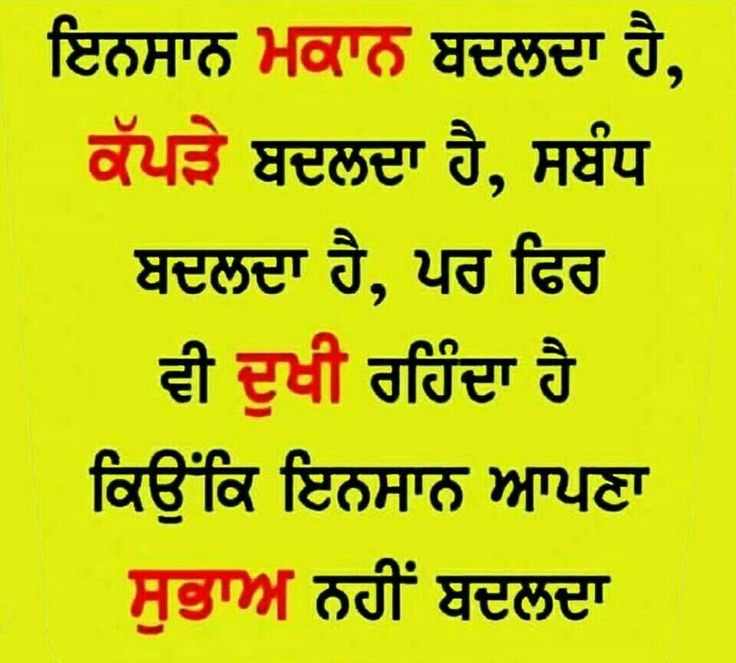 ਇਨਸਾਨ ਮਕਾਨ ਬਦਲਦਾ ਹੈ,
ਕੱਪੜੇ ਬਦਲਦਾ ਹੈ, ਸਬੰਧ
ਬਦਲਦਾ ਹੈ, ਪਰ ਫਿਰ
ਵੀ ਦੁਖੀ ਰਹਿੰਦਾ ਹੈ
ਕਿਉਂਕਿ ਇਨਸਾਨ ਆਪਣਾ
ਸੁਭਾਅ ਨਹੀਂ ਬਦਲਦਾ